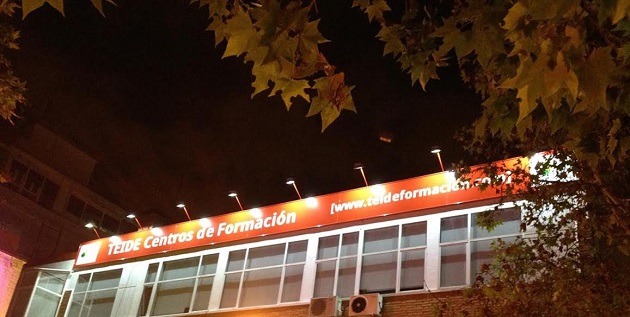 TEIDE Centros de Formación [www.teideformacion.com]